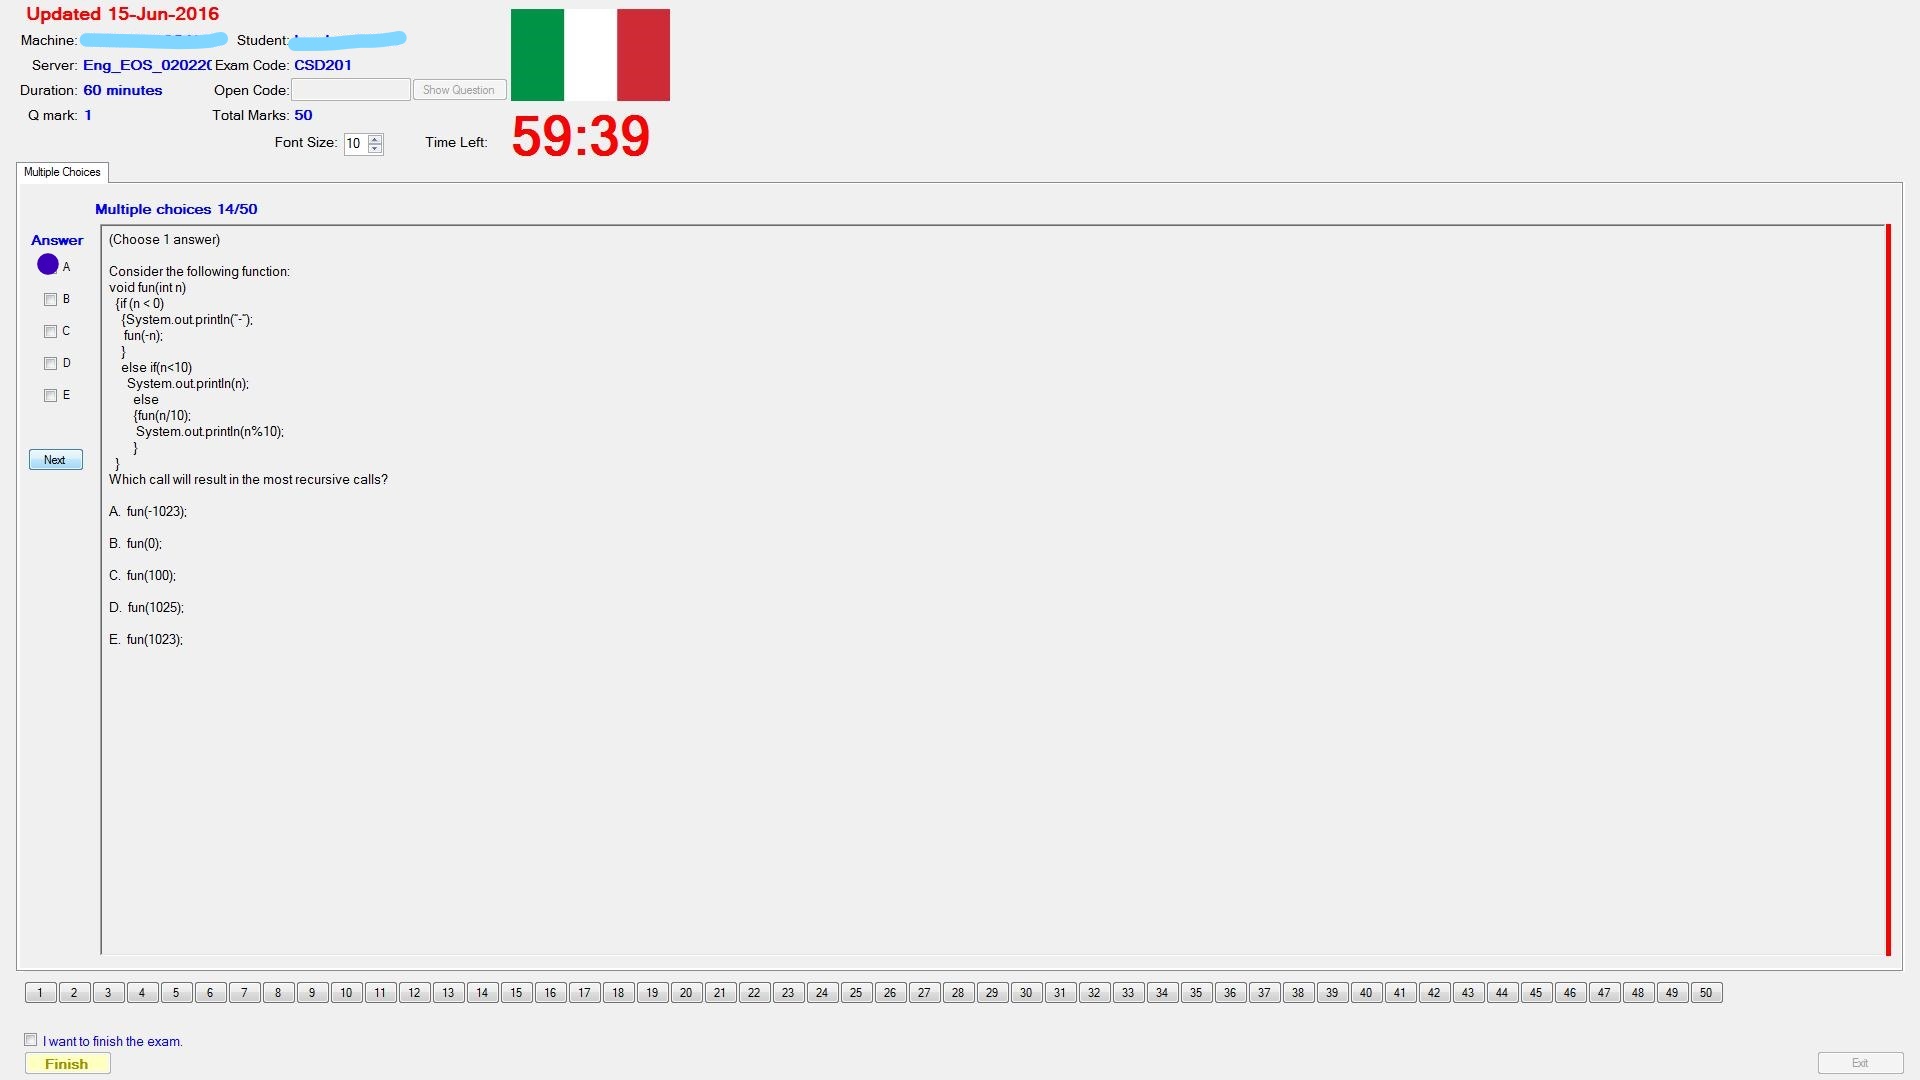 Updated 15-Jun-2016
Machine:
Student:
Server: Eng_EOS_02022
Exam Code: CSD201
Duration: 60 minutes
Open Code:
Show Question
Q mark: 1
Total Marks: 50
Font Size: 10
Time Left: 59:39
Multiple Choices
Multiple choices 14/50
Answer
A
B
C
D
E
Next
(Choose 1 answer)
Consider the following function:
void fun(int n)
{if (n < 0)
{System.out.println("-");
fun(-n);
}
else if(n<10)
System.out.println(n);
else
{fun(n/10);
System.out.println(n%10);
}
}
Which call will result in the most recursive calls?
A. fun(-1023);
B. fun(0);
C. fun(100);
D. fun(1025);
E. fun(1023);
1 2 3 4 5 6 7 8 9 10 11 12 13 14 15 16 17 18 19 20 21 22 23 24 25 26 27 28 29 30 31 32 33 34 35 36 37 38 39 40 41 42 43 44 45 46 47 48 49 50
I want to finish the exam.
Finish
Exit